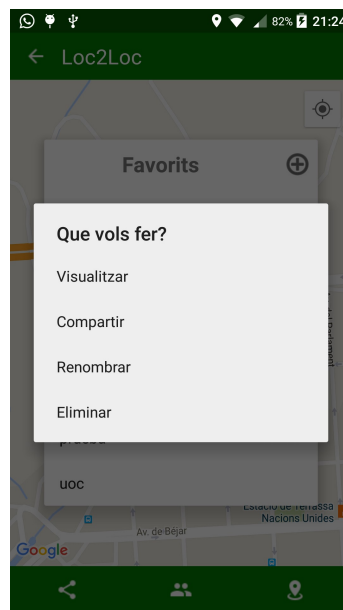 82% 21:24
Loc2Loc
Favorits
Que vols fer?
Visualitzar
Compartir
Renombrar
Eliminar
uoc
Estació de Terrassa
Nacions Unides
Av. de Béjar
Google